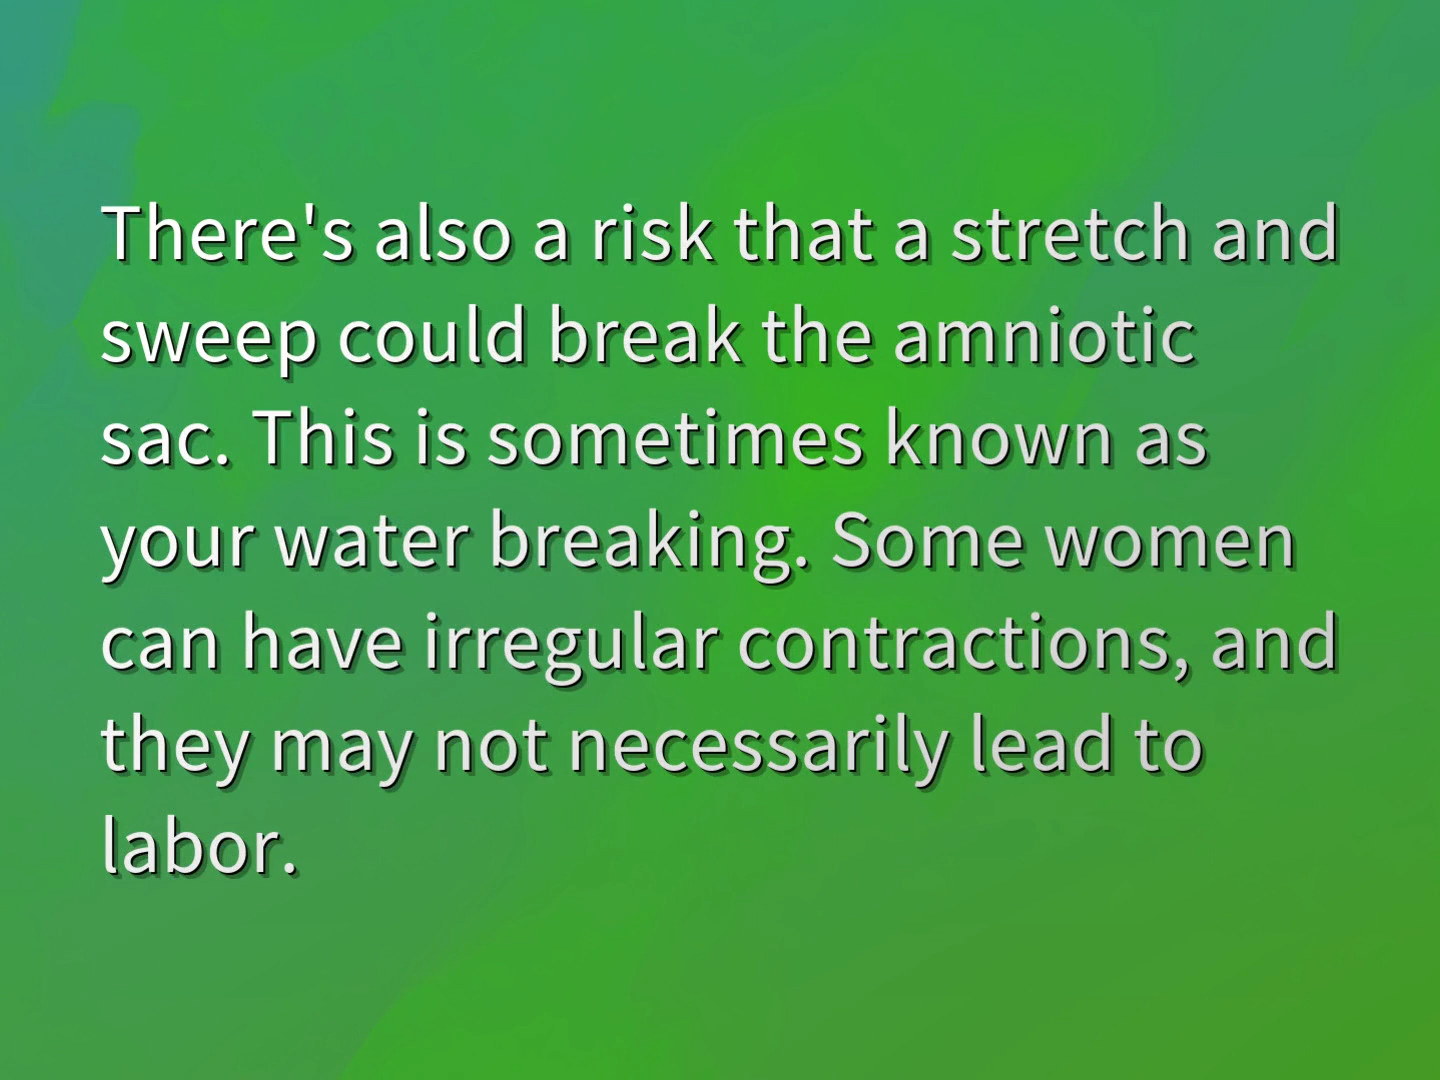 There's also a risk that a stretch and
sweep could break the amniotic
sac. This is sometimes known as
your water breaking. Some women
can have irregular contractions, and
they may not necessarily lead to
labor.